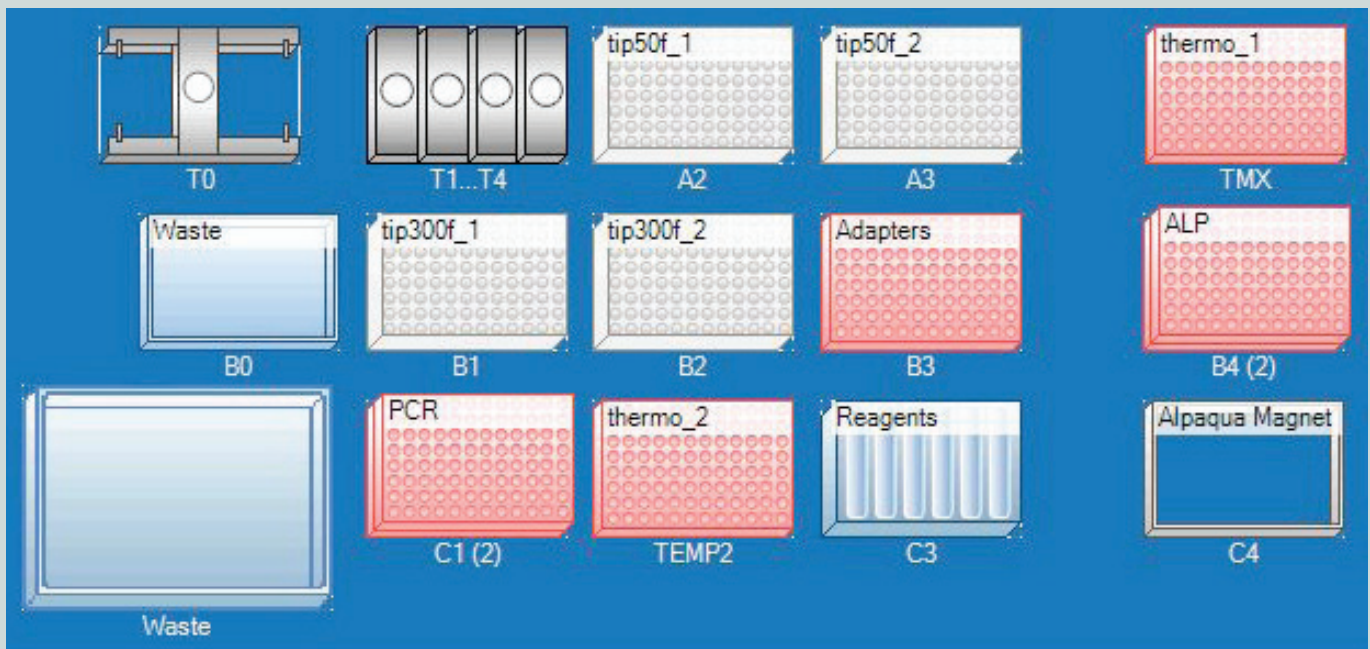 tip50f_1
tip50f_2
thermo_1
T0
T1...T4
A2
A3
TMX
Waste
tip300f_1
tip300f_2
Adapters
ALP
B0
B1
B2
B3
B4 (2)
PCR
thermo_2
Reagents
Alpaqua Magnet
C1 (2)
TEMP2
C3
C4
Waste